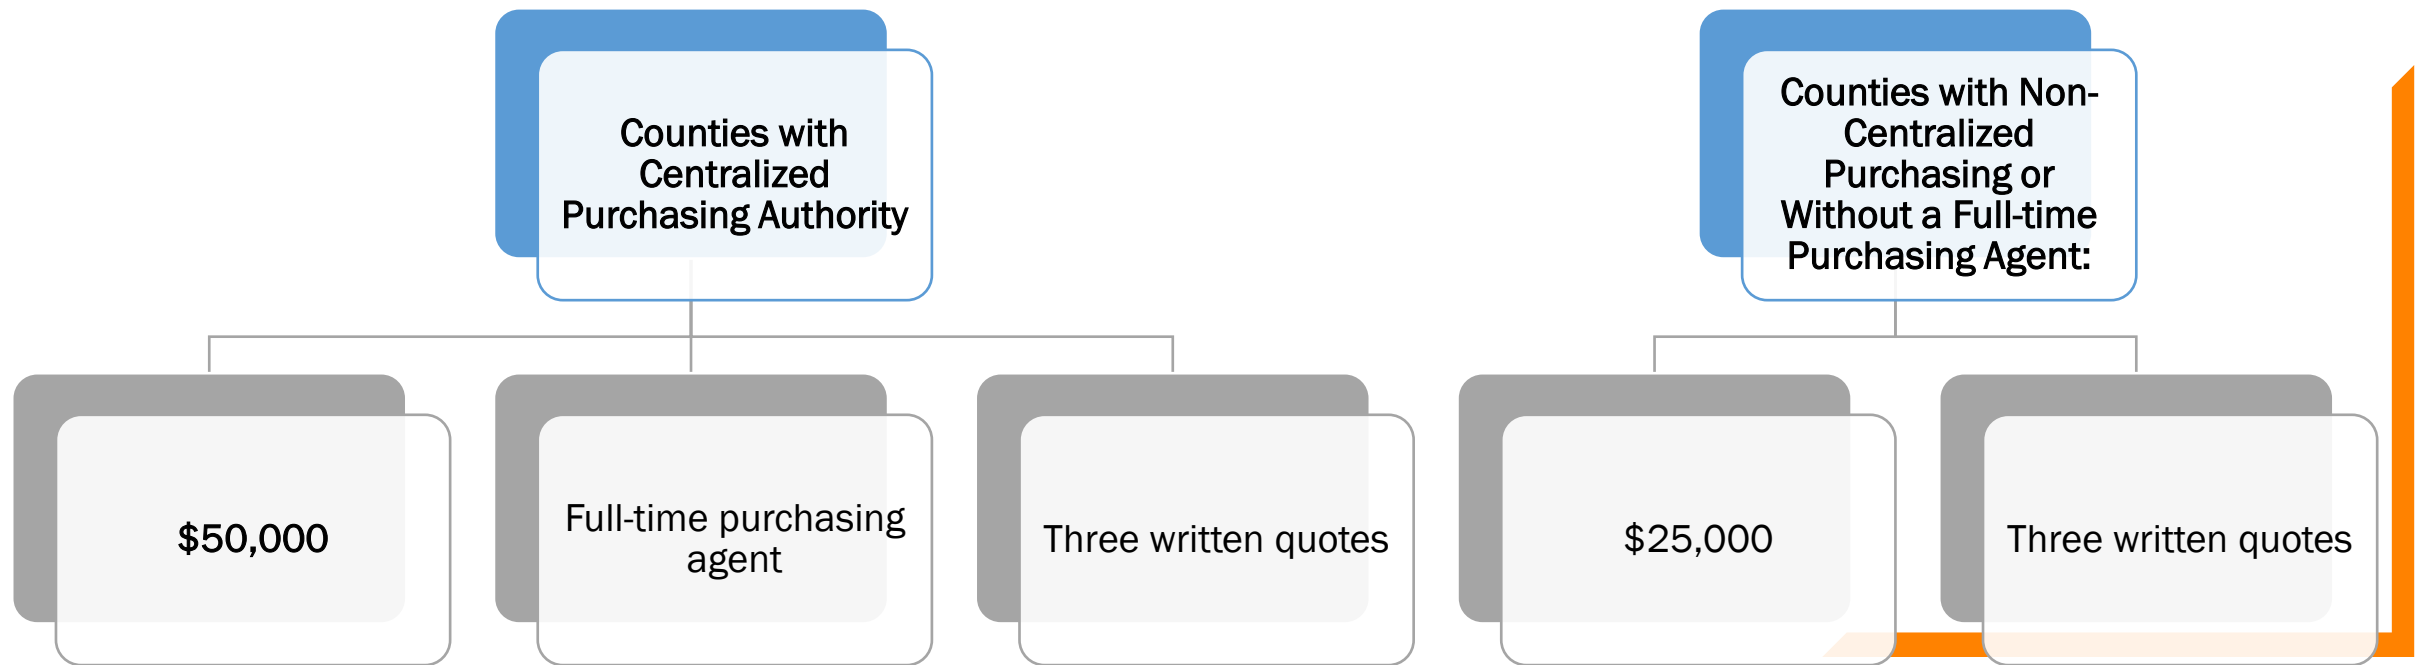 Counties with
Centralized
Purchasing Authority
Counties with Non-
Centralized
Purchasing or
Without a Full-time
Purchasing Agent:
$50,000
Full-time purchasing
agent
Three written quotes
$25,000
Three written quotes